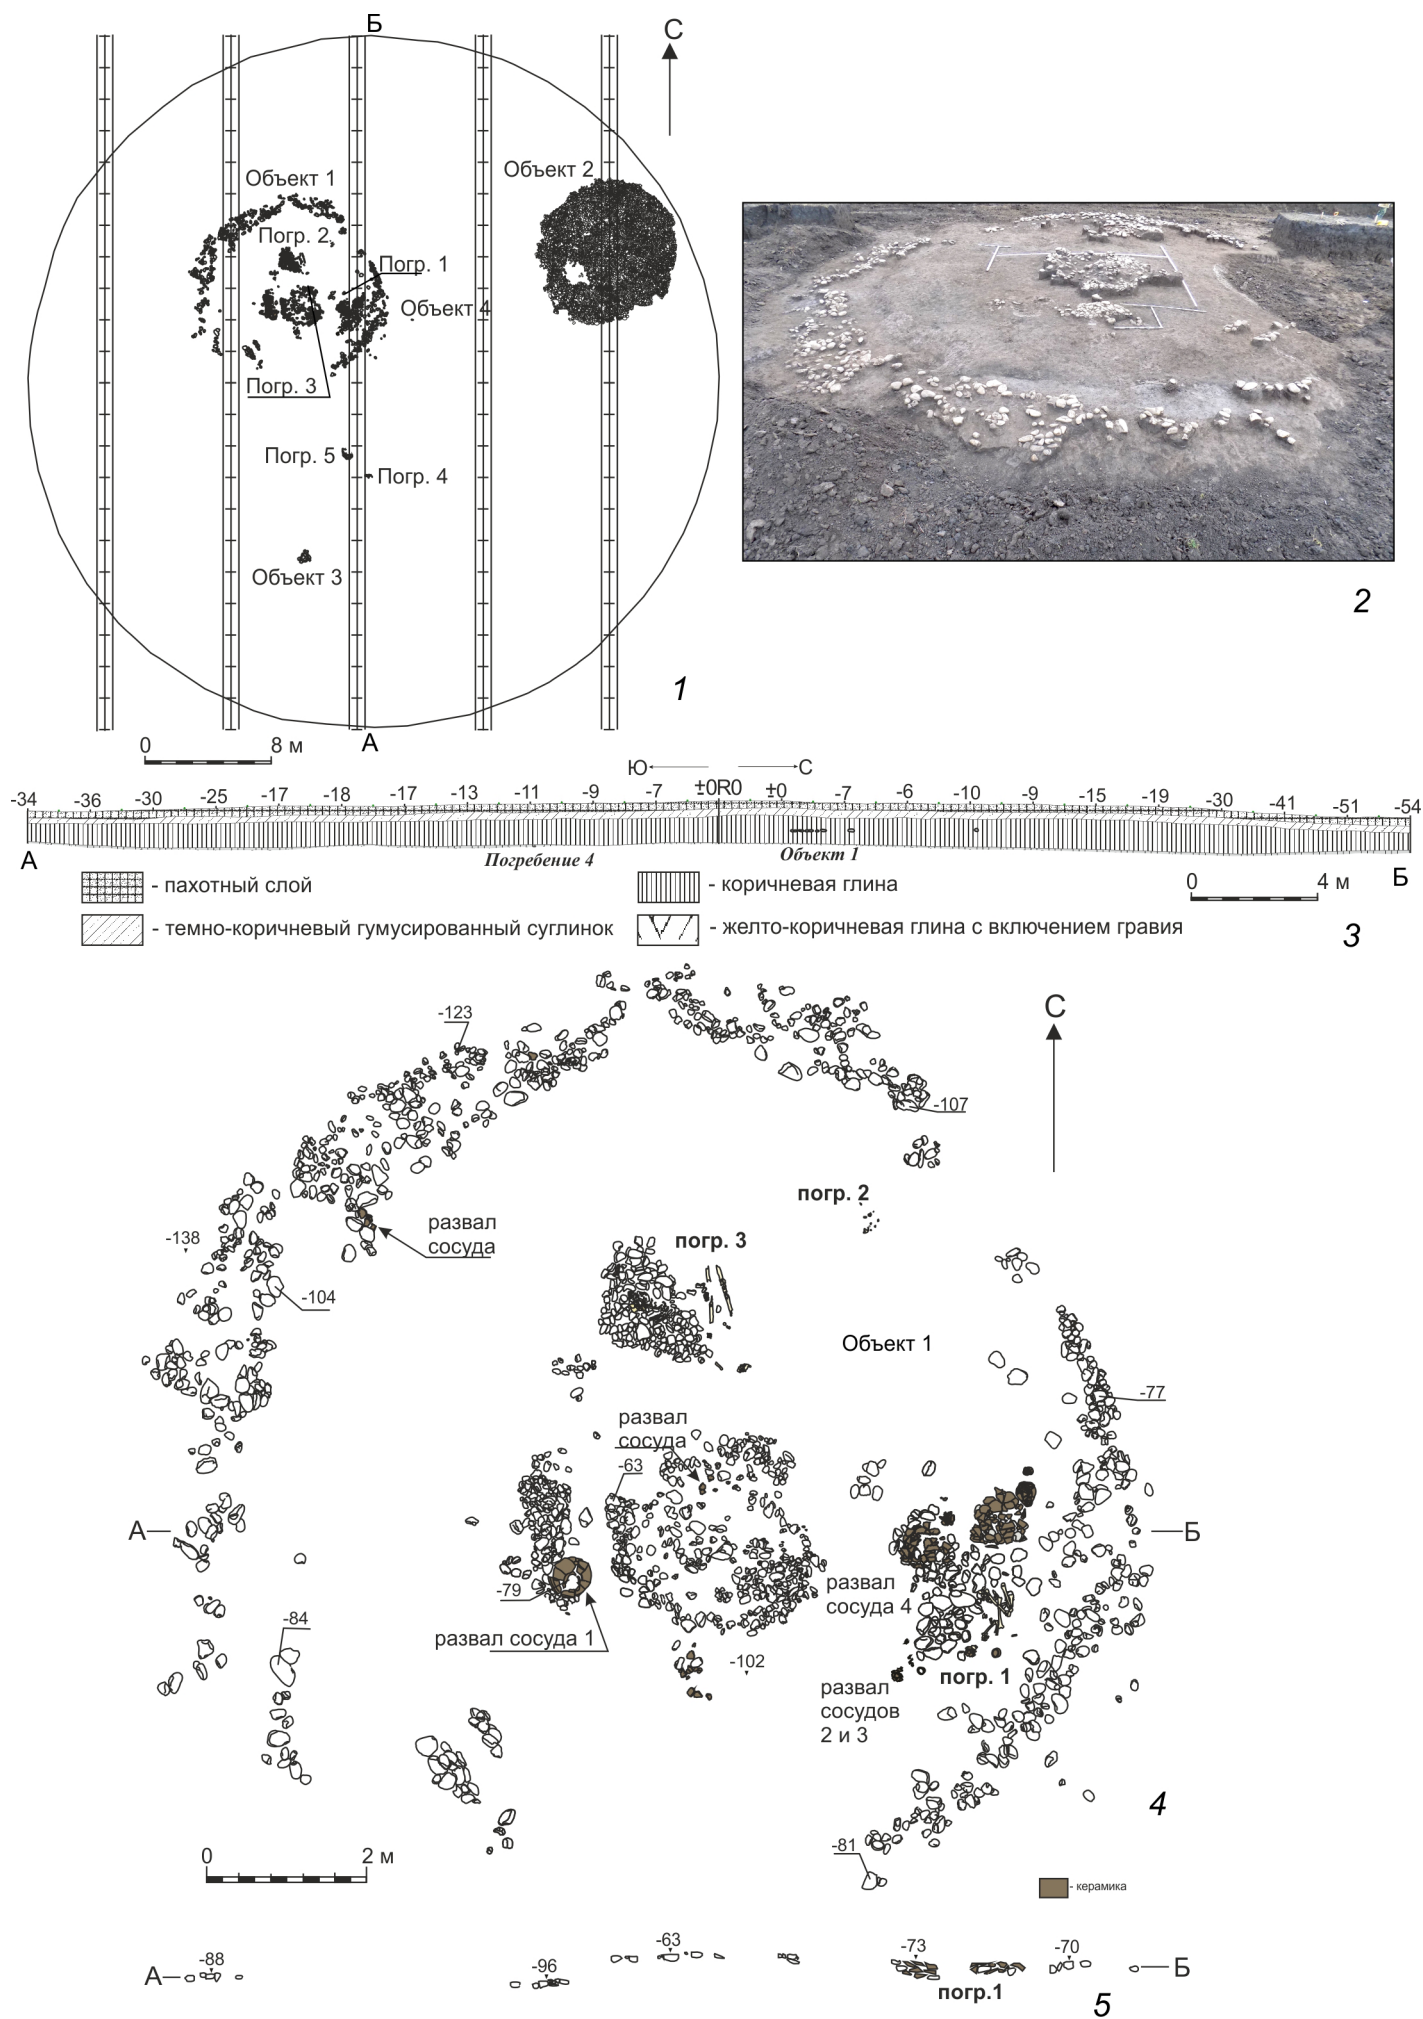 Б
С
Объект 1
Объект 2
Погр. 2
Погр. 1
Объект 4
Погр. 3
Погр. 5
Погр. 4
Объект 3
1
А
0 8 м
2
Ю С
-34 -36 -30 -25 -17 -18 -17 -13 -11 -9 -7 ±0R0 ±0 -7 -6 -10 -9 -15 -19 -30 -41 -51 -54
А Погребение 4 Объект 1 Б
- пахотный слой
- коричневая глина
0 4 м
- темно-коричневый гумусированный суглинок
- желто-коричневая глина с включением гравия
3
С
-123
-107
погр. 2
развал
сосуда
-138
погр. 3
-104
Объект 1
-77
развал
сосуда
-63
А
Б
-79
развал
сосуда 4
-84
развал сосуда 1
-102
погр. 1
развал
сосудов
2 и 3
4
-81
0 2 м
- керамика
А
-88
-96
-63
-73
-70
Б
погр.1
5